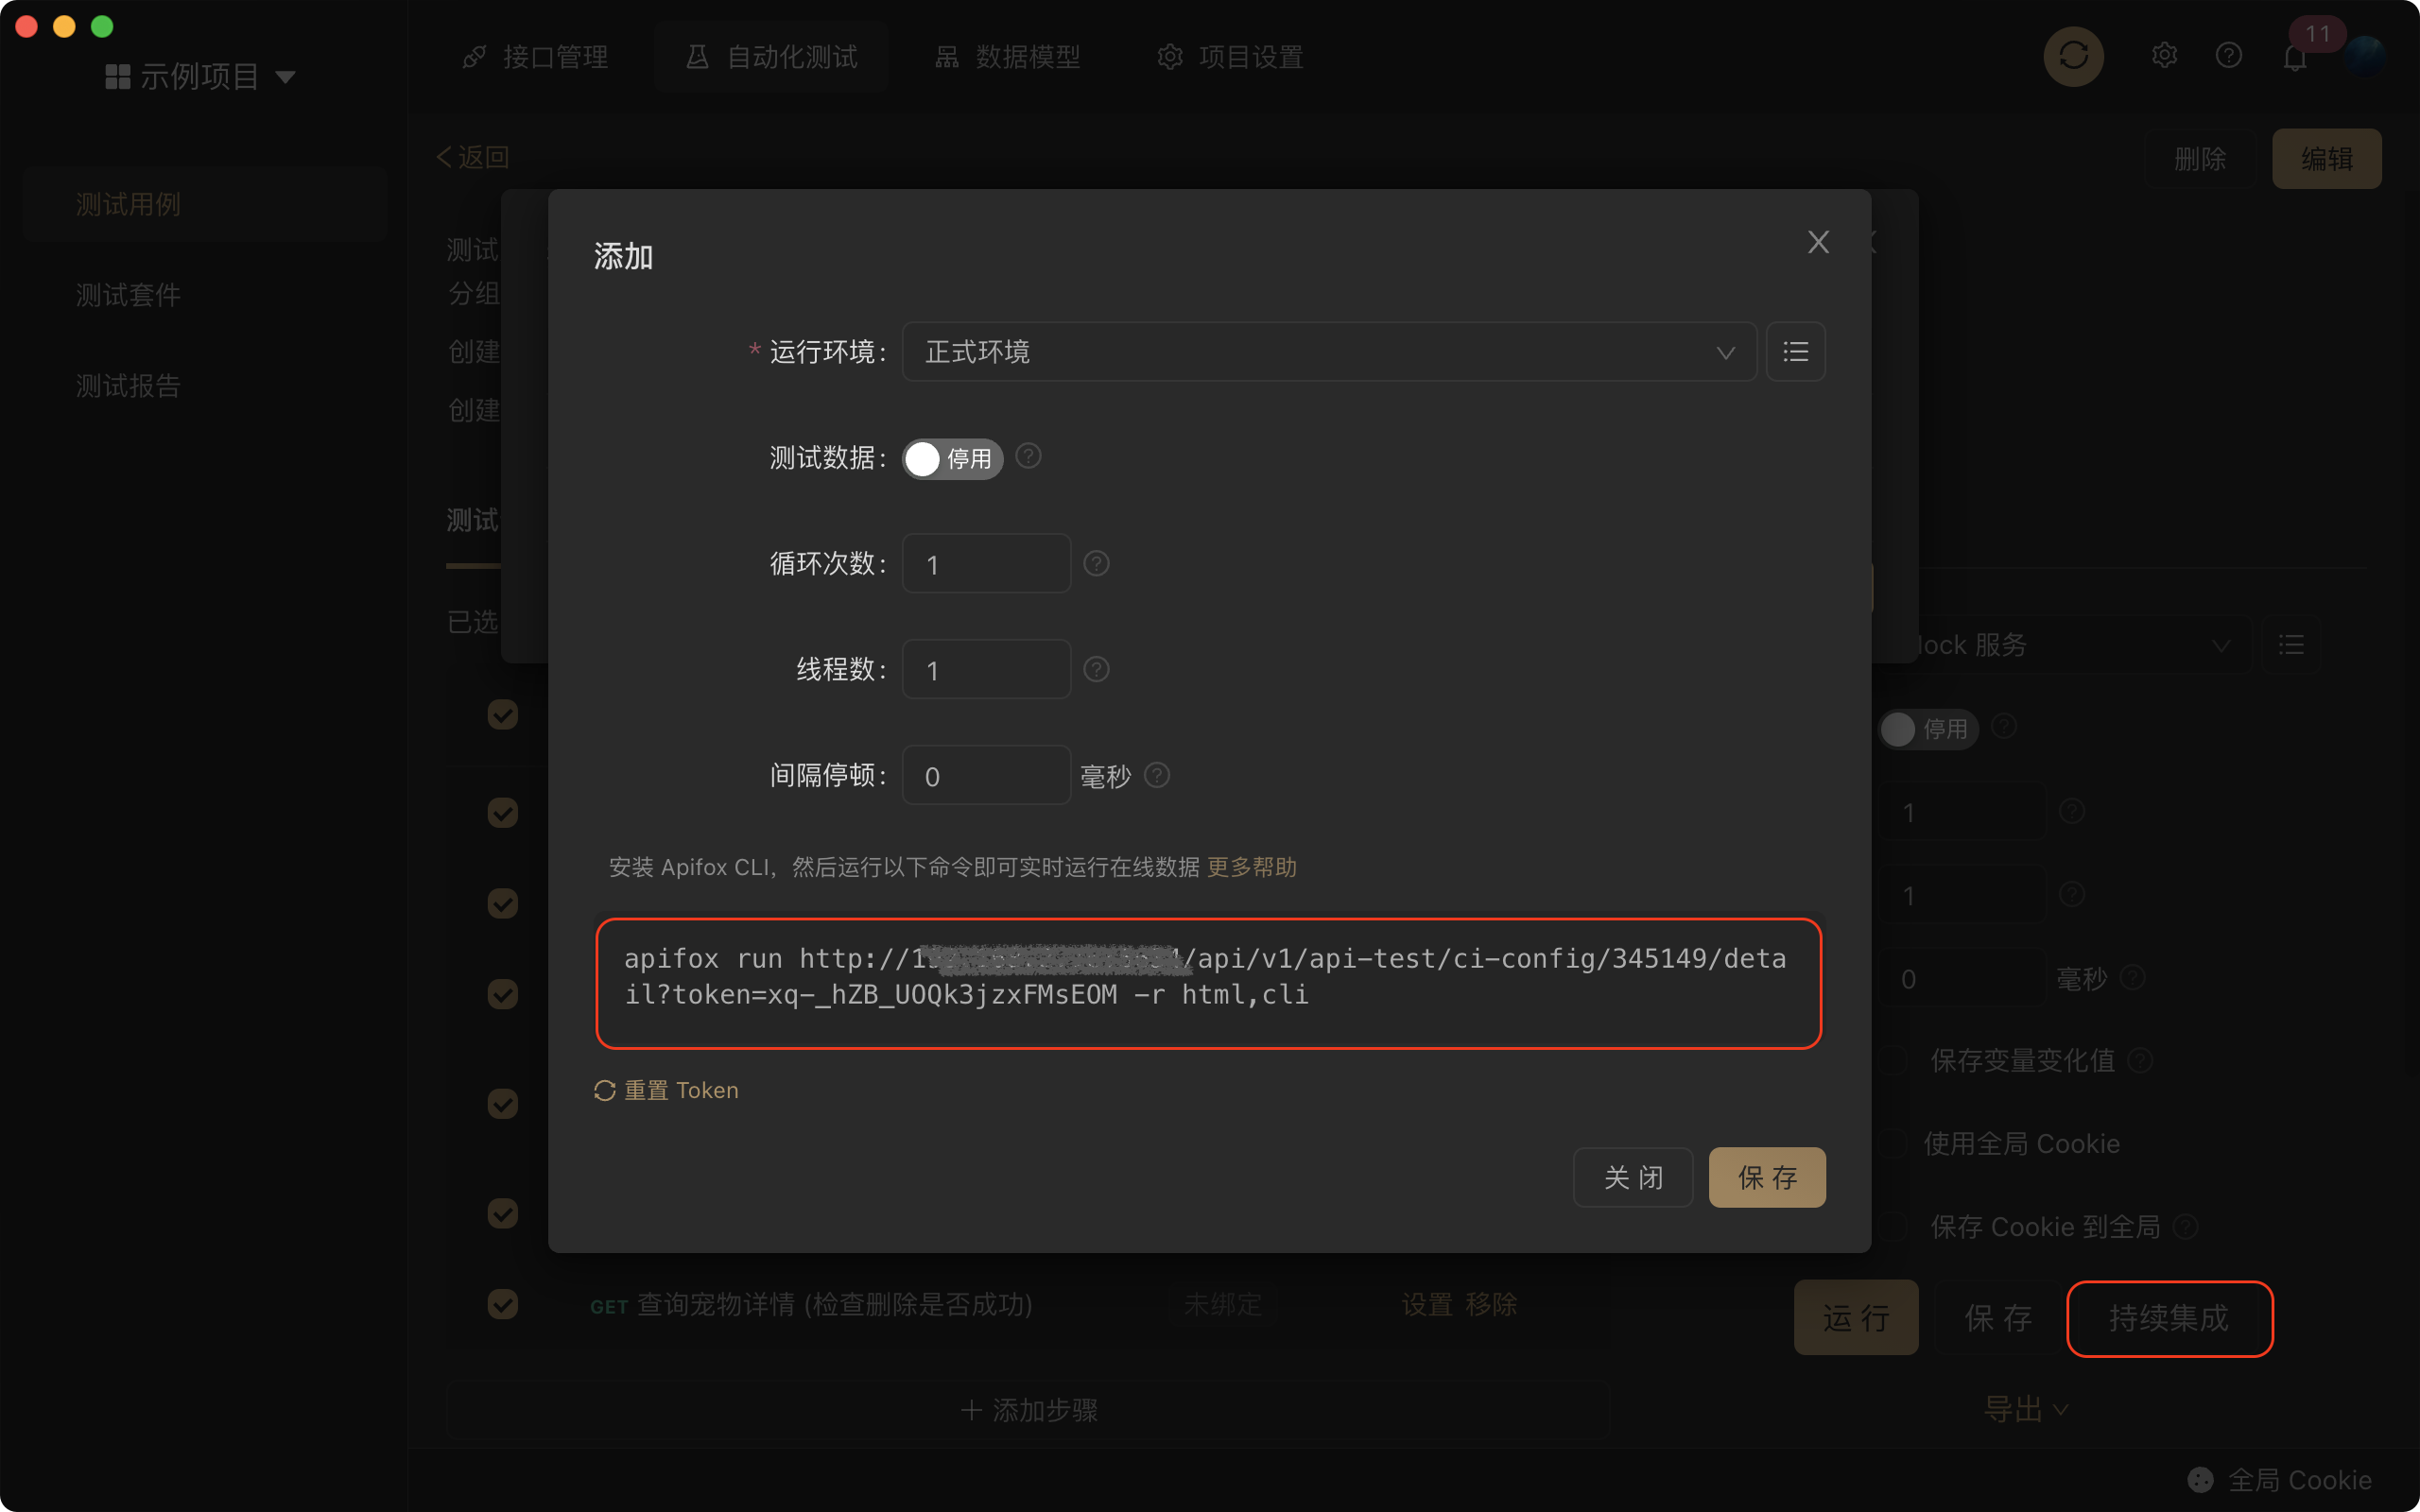 示例项目
接口管理
自动化测试
数据模型
项目设置
11
返回
删除
编辑
测试用例
测试套件
测试报告
测试
分组
创建
创建
测试
已选
添加
* 运行环境:
正式环境
测试数据:
停用
循环次数:
1
线程数:
1
间隔停顿:
0
毫秒
安装 Apifox CLI，然后运行以下命令即可实时运行在线数据 更多帮助
apifox run http://1 /api/v1/api-test/ci-config/345149/deta
il?token=xq-_hZB_UOQk3jzxFMsEOM -r html,cli
重置 Token
关 闭
保 存
ock 服务
停用
1
1
0
毫秒
保存变量变化值
使用全局 Cookie
保存 Cookie 到全局
GET 查询宠物详情 (检查删除是否成功)
未绑定
设置 移除
运 行
保 存
持续集成
添加步骤
导出
全局 Cookie